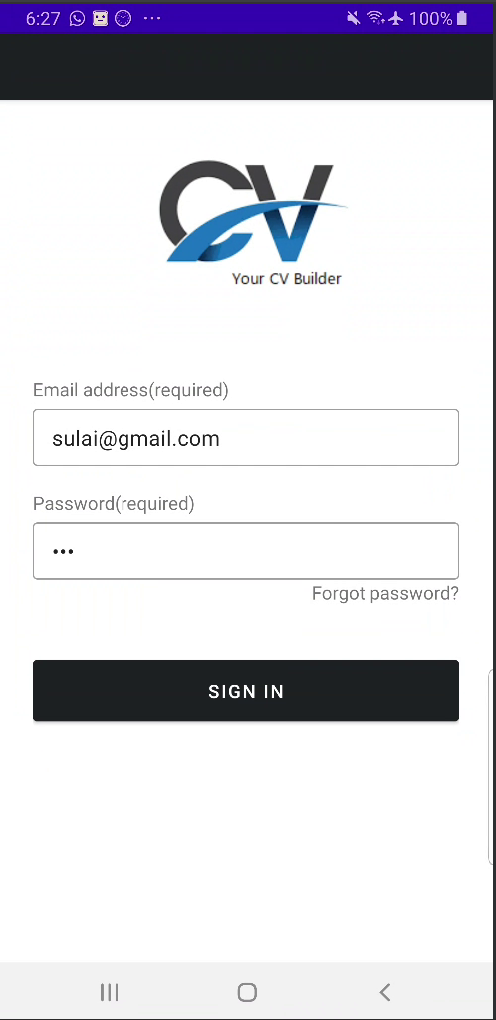 6:27 100%
CV
Your CV Builder
Email address(required)
sulai@gmail.com
Password(required)
•••
Forgot password?
SIGN IN